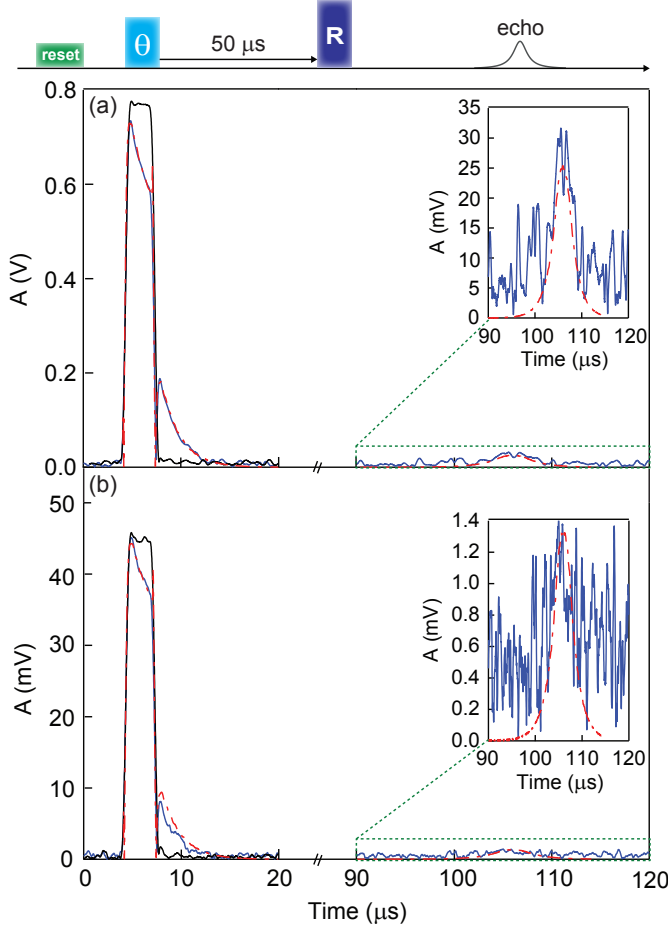 reset
θ
50 μs
R
echo
(a)
0.8
0.6
0.4
0.2
0.0
A (V)
35
30
25
20
15
10
5
0
A (mV)
90 100 110 120
Time (μs)
(b)
50
40
30
20
10
0
A (mV)
1.4
1.2
1.0
0.8
0.6
0.4
0.2
0.0
A (mV)
90 100 110 120
Time (μs)
0 10 20 90 100 110 120
Time (μs)